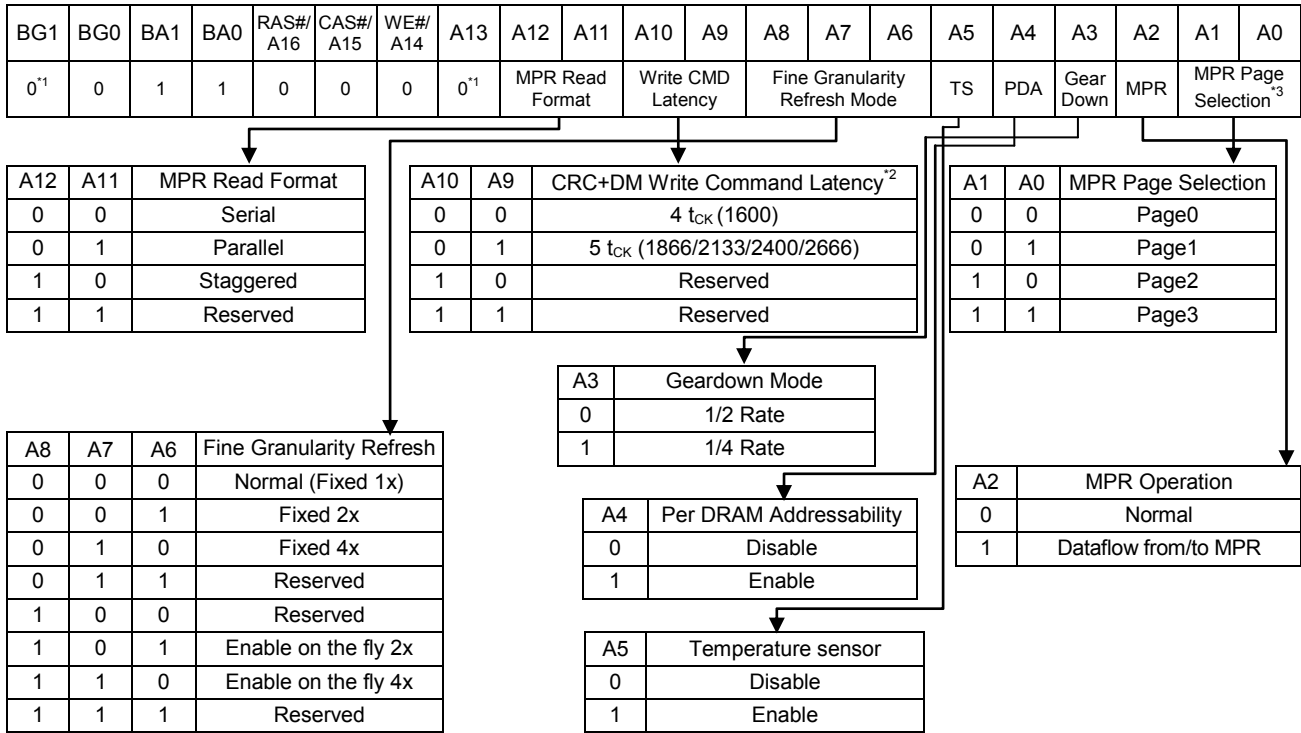 BG1 BG0 BA1 BA0 RAS#/A16 CAS#/A15 WE#/A14 A13 A12 A11 A10 A9 A8 A7 A6 A5 A4 A3 A2 A1 A0
0*1 0 1 1 0 0 0 0*1 MPR Read Format Write CMD Latency Fine Granularity Refresh Mode TS PDA Gear Down MPR MPR Page Selection*3
A12 A11 MPR Read Format
0 0 Serial
0 1 Parallel
1 0 Staggered
1 1 Reserved
A10 A9 CRC+DM Write Command Latency*2
0 0 4 tCK (1600)
0 1 5 tCK (1866/2133/2400/2666)
1 0 Reserved
1 1 Reserved
A1 A0 MPR Page Selection
0 0 Page0
0 1 Page1
1 0 Page2
1 1 Page3
A3 Geardown Mode
0 1/2 Rate
1 1/4 Rate
A8 A7 A6 Fine Granularity Refresh
0 0 0 Normal (Fixed 1x)
0 0 1 Fixed 2x
0 1 0 Fixed 4x
0 1 1 Reserved
1 0 0 Reserved
1 0 1 Enable on the fly 2x
1 1 0 Enable on the fly 4x
1 1 1 Reserved
A4 Per DRAM Addressability
0 Disable
1 Enable
A2 MPR Operation
0 Normal
1 Dataflow from/to MPR
A5 Temperature sensor
0 Disable
1 Enable